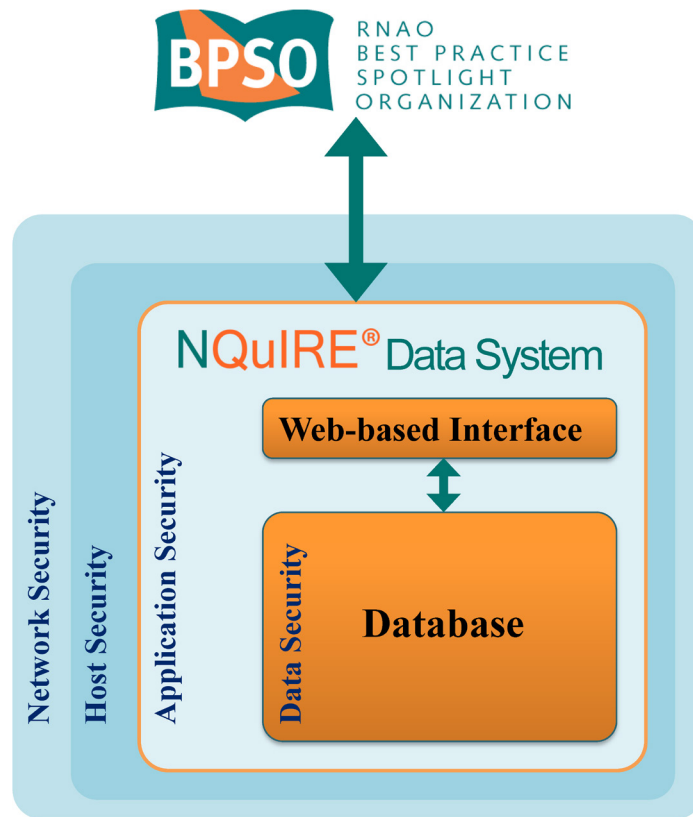 BPSO
RNAO
BEST PRACTICE
SPOTLIGHT
ORGANIZATION
NQuIRE® Data System
Web-based Interface
Database
Data Security
Application Security
Host Security
Network Security